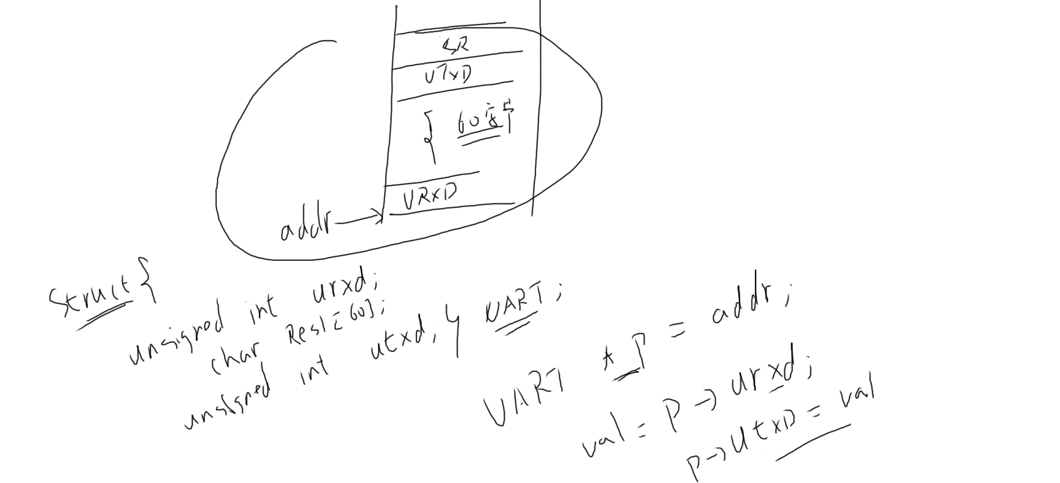 SR
UTXD
{ 60字节
URXD
addr
Struct {
unsigned int urxd;
char Res1[60];
unsigned int utxd, } UART;
UART *P = addr;
val = P->urxd;
p->UtxD = val